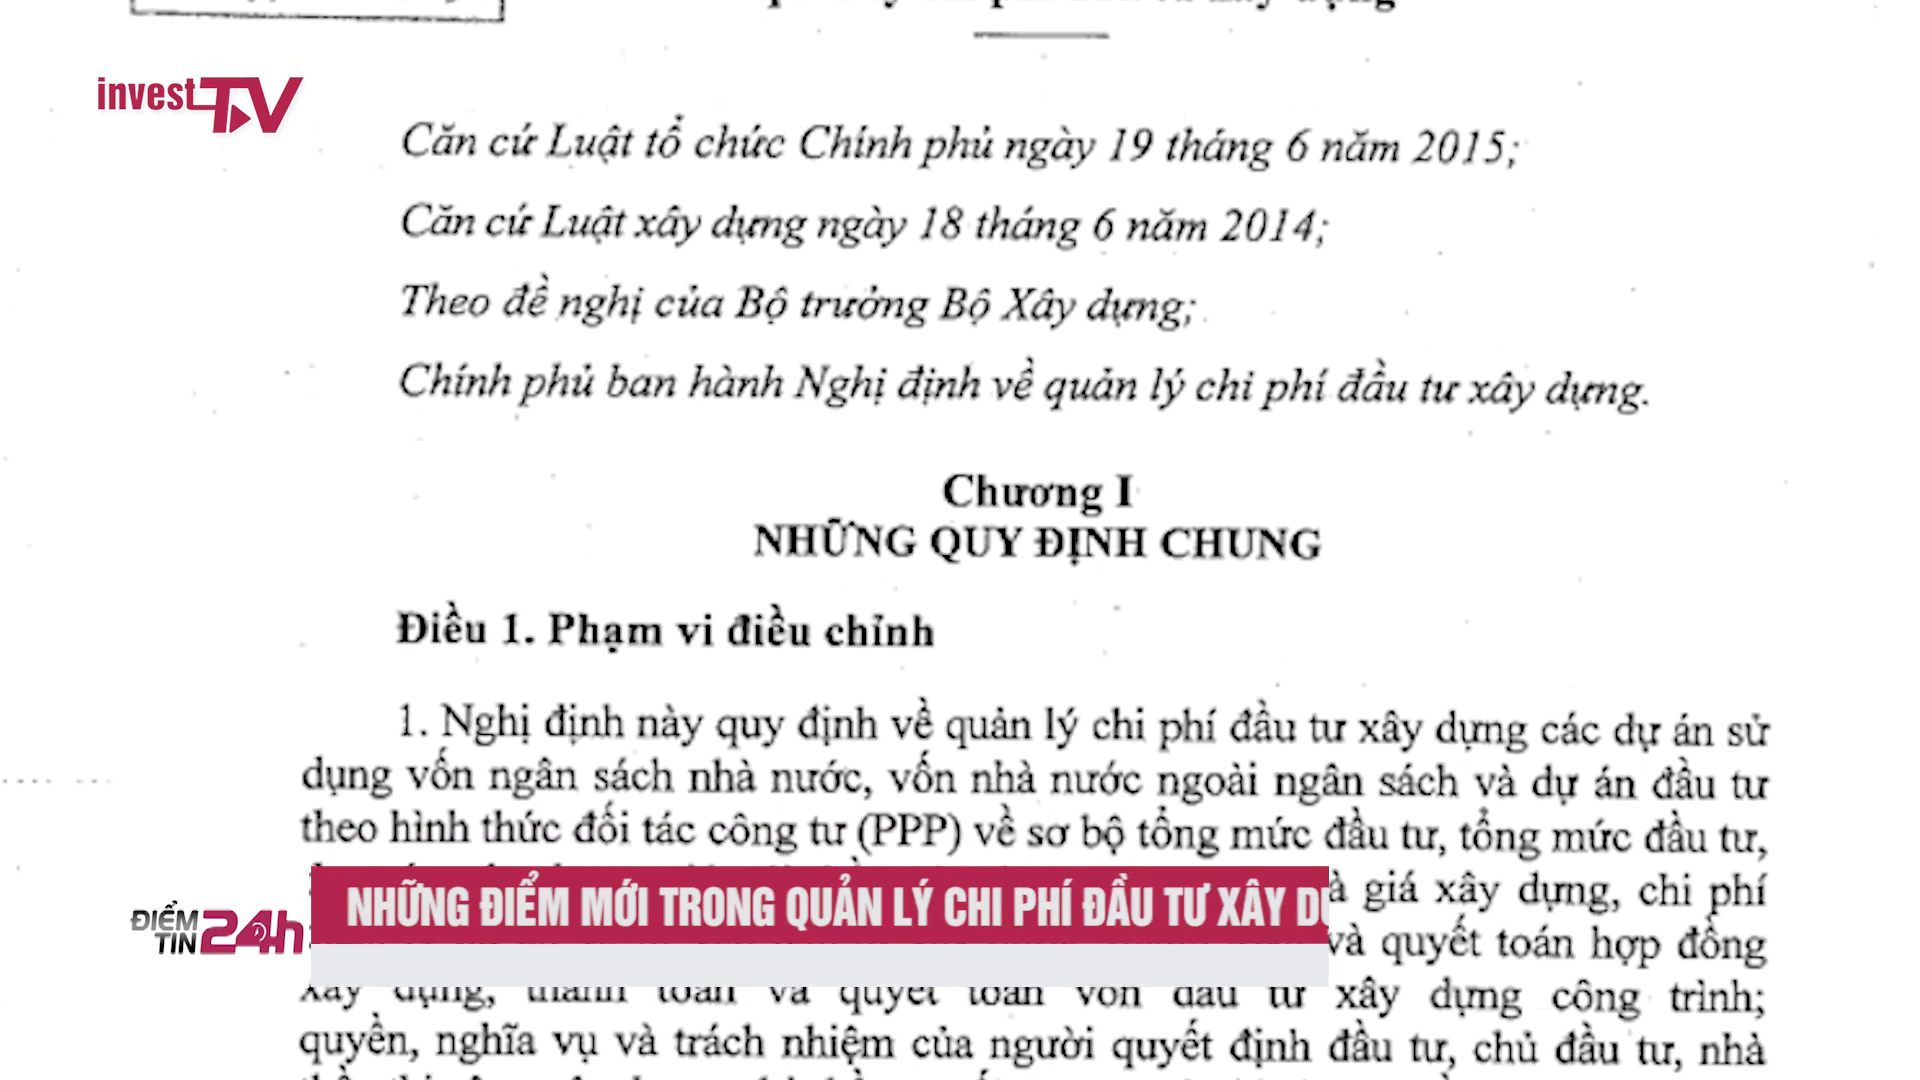 investTV
Căn cứ Luật tổ chức Chính phủ ngày 19 tháng 6 năm 2015;
Căn cứ Luật xây dựng ngày 18 tháng 6 năm 2014;
Theo đề nghị của Bộ trưởng Bộ Xây dựng;
Chính phủ ban hành Nghị định về quản lý chi phí đầu tư xây dựng.
Chương I
NHỮNG QUY ĐỊNH CHUNG
Điều 1. Phạm vi điều chỉnh
1. Nghị định này quy định về quản lý chi phí đầu tư xây dựng các dự án sử
dụng vốn ngân sách nhà nước, vốn nhà nước ngoài ngân sách và dự án đầu tư
theo hình thức đối tác công tư (PPP) về sơ bộ tổng mức đầu tư, tổng mức đầu tư,
giá xây dựng, chi phí
và quyết toán hợp đồng
xây dựng, thanh toán và quyết toán vốn đầu tư xây dựng công trình;
quyền, nghĩa vụ và trách nhiệm của người quyết định đầu tư, chủ đầu tư, nhà
ĐIỂM
TIN 24h
NHỮNG ĐIỂM MỚI TRONG QUẢN LÝ CHI PHÍ ĐẦU TƯ XÂY